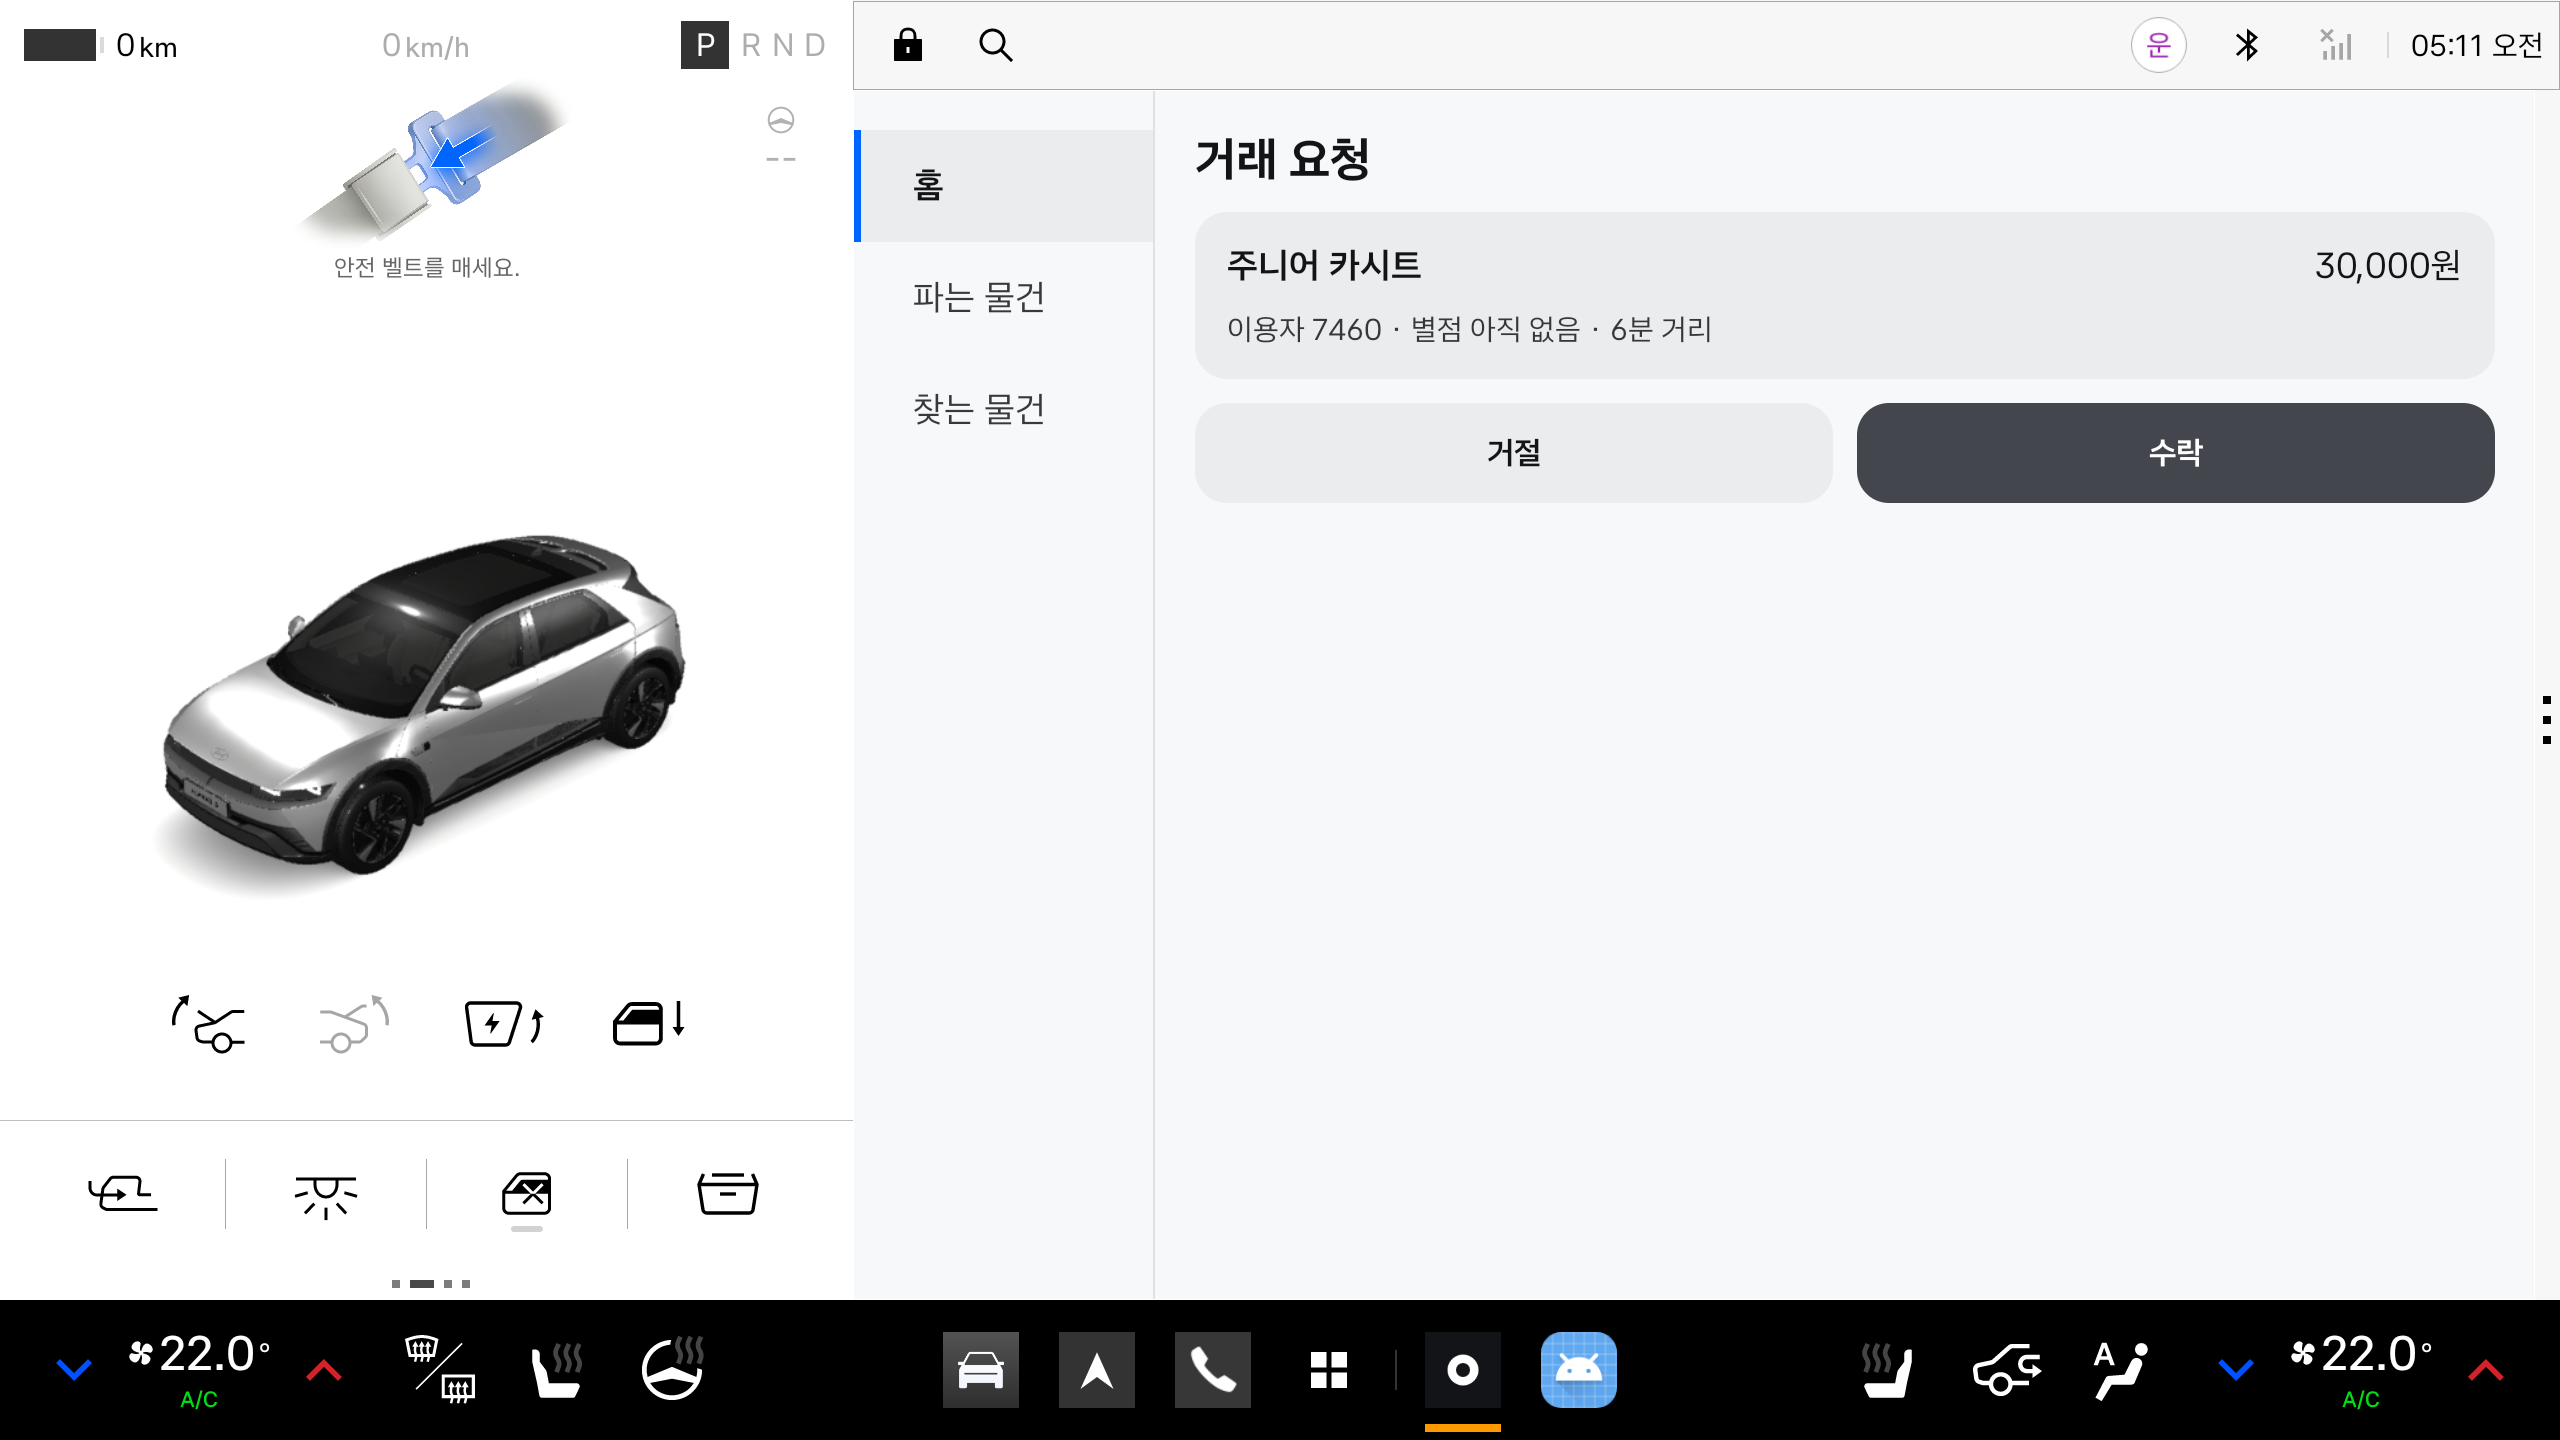 0 km
0 km/h
P R N D
안전 벨트를 매세요.
운
05:11 오전
홈
파는 물건
찾는 물건
거래 요청
주니어 카시트
30,000원
이용자 7460 · 별점 아직 없음 · 6분 거리
거절
수락
22.0°
A/C
A
22.0°
A/C